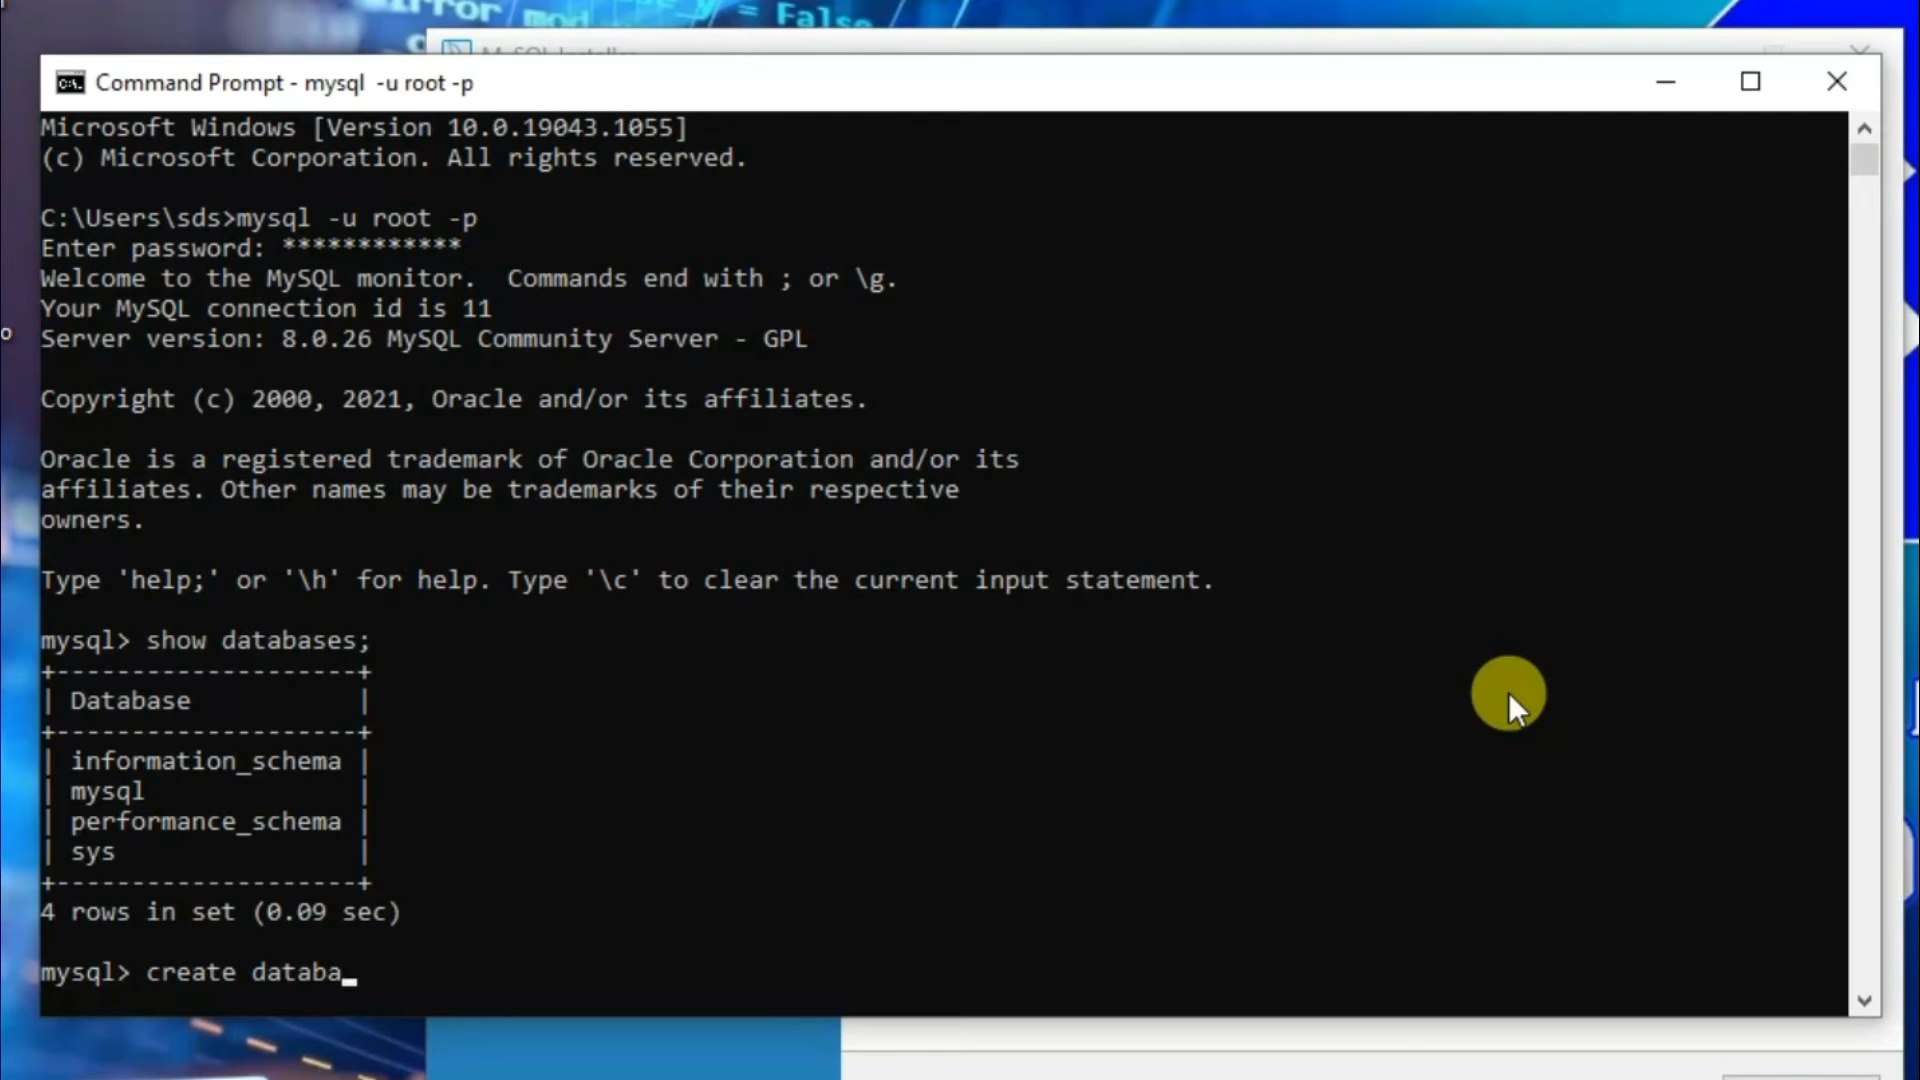 rror mod = False
MySQL Installer
Command Prompt - mysql -u root -p
Microsoft Windows [Version 10.0.19043.1055]
(c) Microsoft Corporation. All rights reserved.
C:\Users\sds>mysql -u root -p
Enter password: ************
Welcome to the MySQL monitor.  Commands end with ; or \g.
Your MySQL connection id is 11
Server version: 8.0.26 MySQL Community Server - GPL
Copyright (c) 2000, 2021, Oracle and/or its affiliates.
Oracle is a registered trademark of Oracle Corporation and/or its
affiliates. Other names may be trademarks of their respective
owners.
Type 'help;' or '\h' for help. Type '\c' to clear the current input statement.
mysql> show databases;
+--------------------+
| Database           |
+--------------------+
| information_schema |
| mysql              |
| performance_schema |
| sys                |
+--------------------+
4 rows in set (0.09 sec)
mysql> create databa_